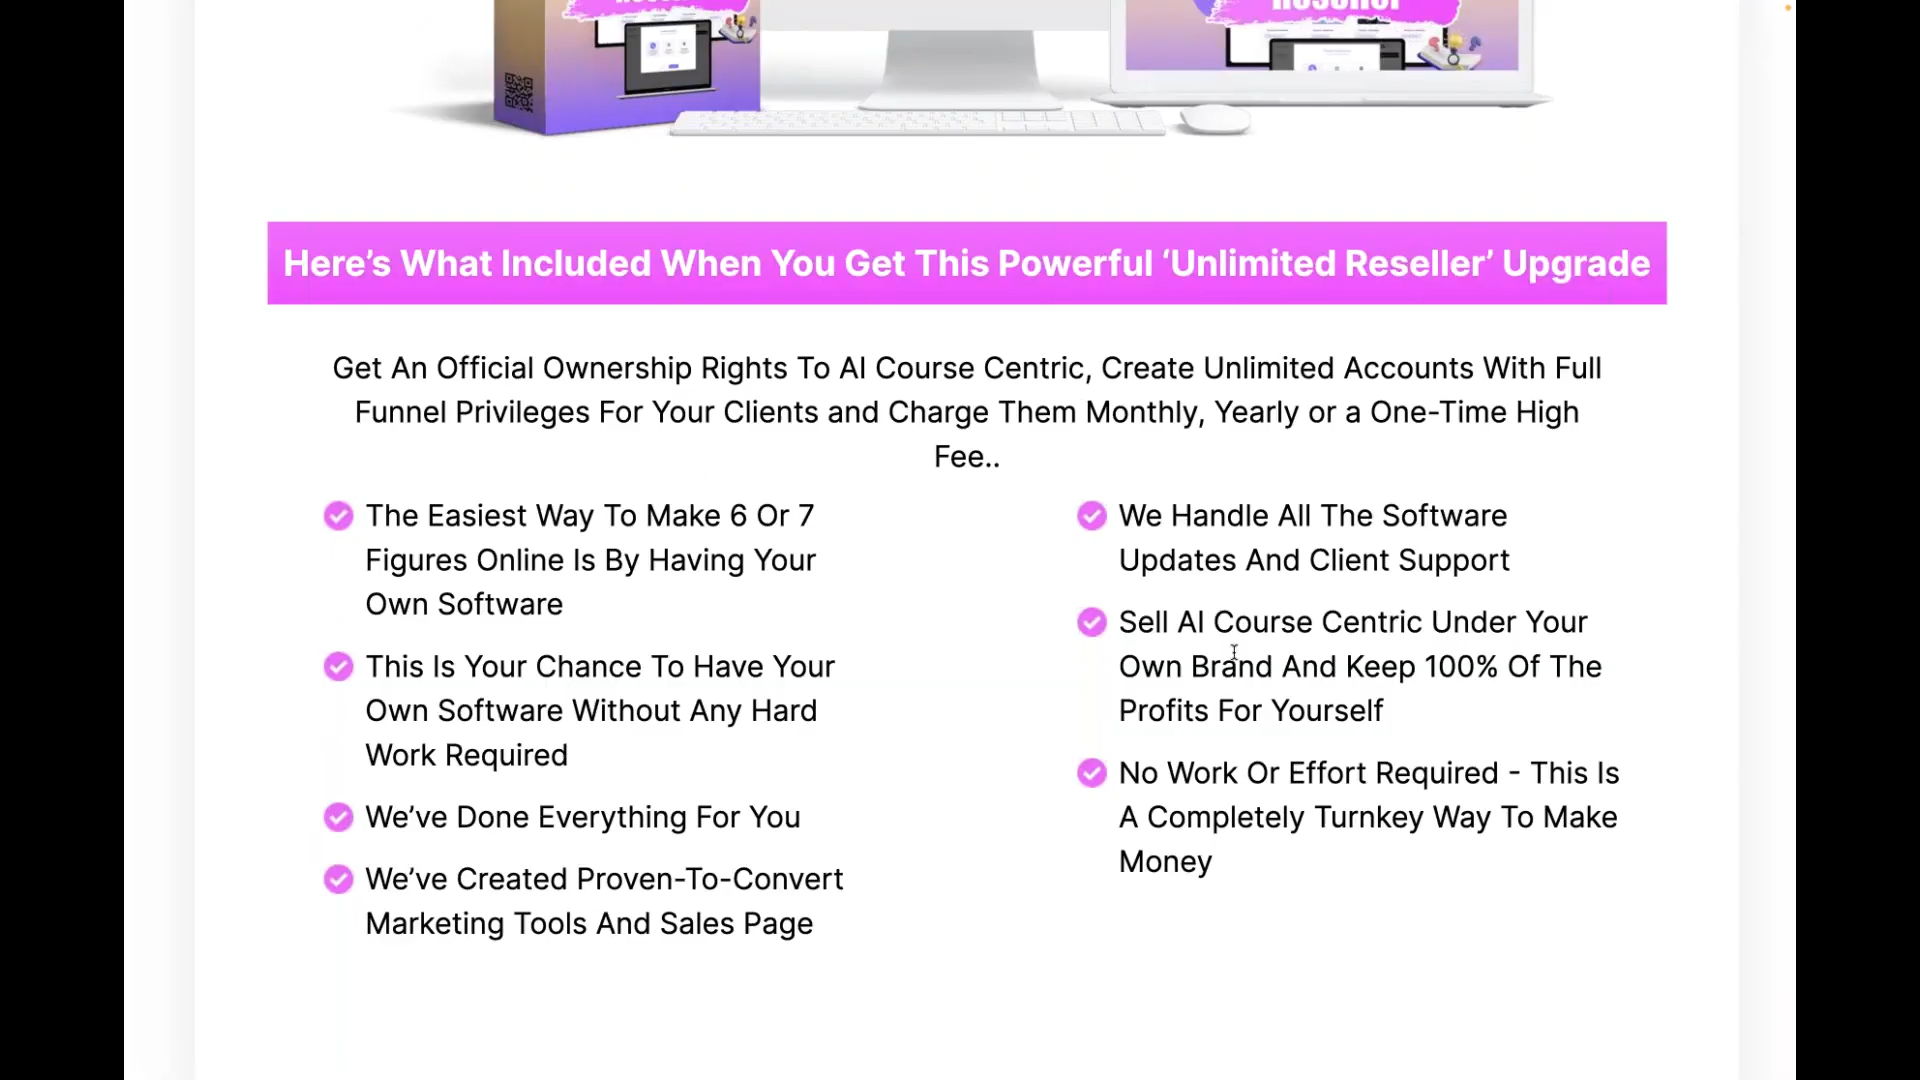 Here’s What Included When You Get This Powerful ‘Unlimited Reseller’ Upgrade
Get An Official Ownership Rights To AI Course Centric, Create Unlimited Accounts With Full
Funnel Privileges For Your Clients and Charge Them Monthly, Yearly or a One-Time High
Fee..
The Easiest Way To Make 6 Or 7
Figures Online Is By Having Your
Own Software
This Is Your Chance To Have Your
Own Software Without Any Hard
Work Required
We’ve Done Everything For You
We’ve Created Proven-To-Convert
Marketing Tools And Sales Page
We Handle All The Software
Updates And Client Support
Sell AI Course Centric Under Your
Own Brand And Keep 100% Of The
Profits For Yourself
No Work Or Effort Required - This Is
A Completely Turnkey Way To Make
Money